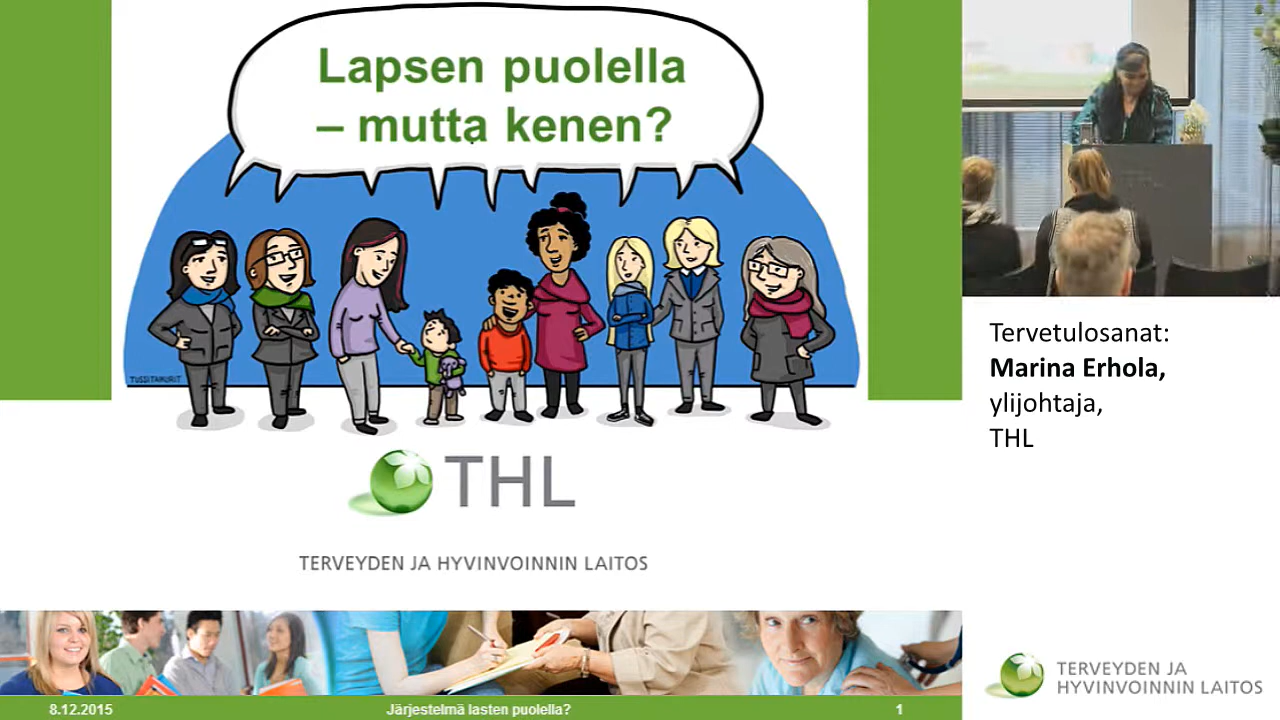 Lapsen puolella
– mutta kenen?
TUSSITAIKURIT
THL
TERVEYDEN JA HYVINVOINNIN LAITOS
8.12.2015
Järjestelmä lasten puolella?
1
Tervetulosanat:
Marina Erhola,
ylijohtaja,
THL
TERVEYDEN JA
HYVINVOINNIN LAITOS